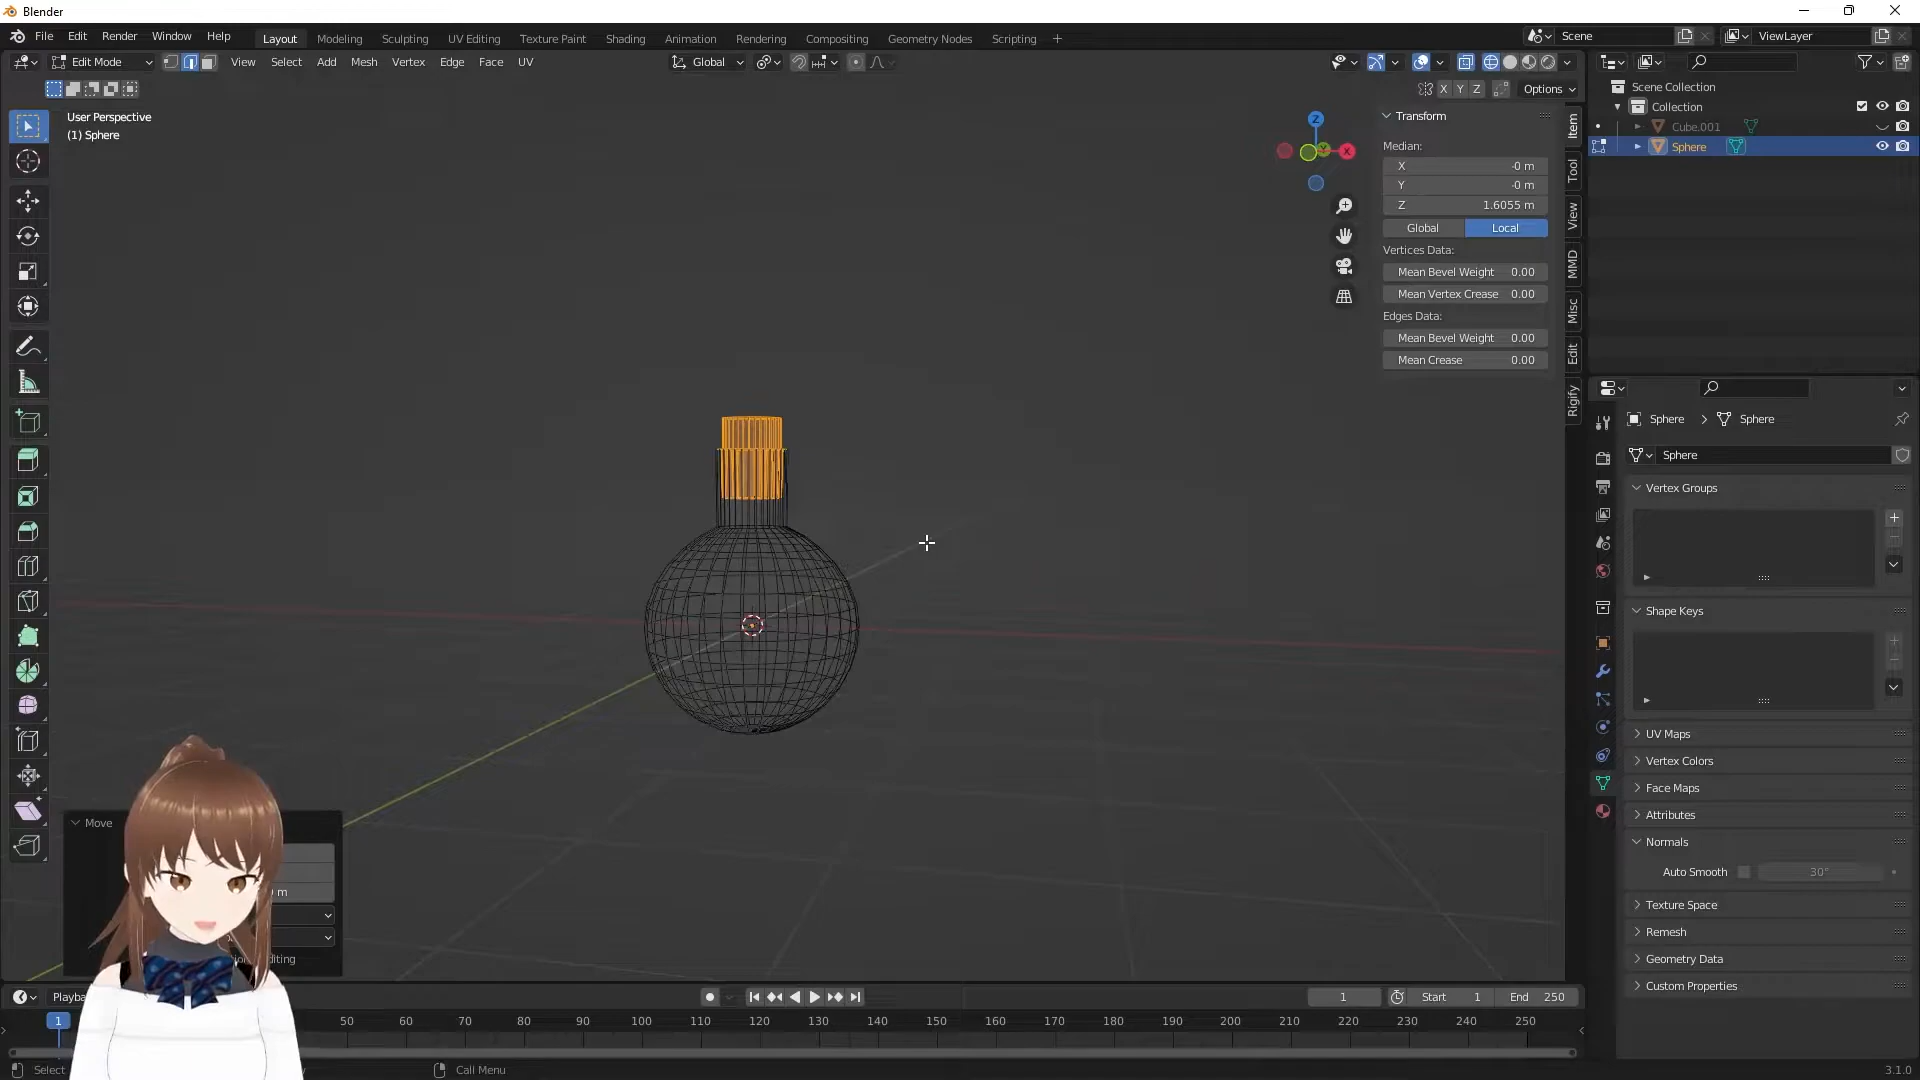 Blender
File Edit Render Window Help
Layout Modeling Sculpting UV Editing Texture Paint Shading Animation Rendering Compositing Geometry Nodes Scripting +
Scene
ViewLayer
Edit Mode
View Select Add Mesh Vertex Edge Face UV
Global
X Y Z
Options
User Perspective
(1) Sphere
Z
X
Transform
Median:
X -0 m
Y -0 m
Z 1.6055 m
Global Local
Vertices Data:
Mean Bevel Weight 0.00
Mean Vertex Crease 0.00
Edges Data:
Mean Bevel Weight 0.00
Mean Crease 0.00
Item
Tool
View
MMD
Misc
Edit
Rigify
Scene Collection
Collection
Cube.001
Sphere
Sphere > Sphere
Sphere
Vertex Groups
Shape Keys
UV Maps
Vertex Colors
Face Maps
Attributes
Normals
Auto Smooth 30°
Texture Space
Remesh
Geometry Data
Custom Properties
Move
m
iting
Playba
1
Start 1
End 250
1 50 60 70 80 90 100 110 120 130 140 150 160 170 180 190 200 210 220 230 240 250
Select
Call Menu
3.1.0